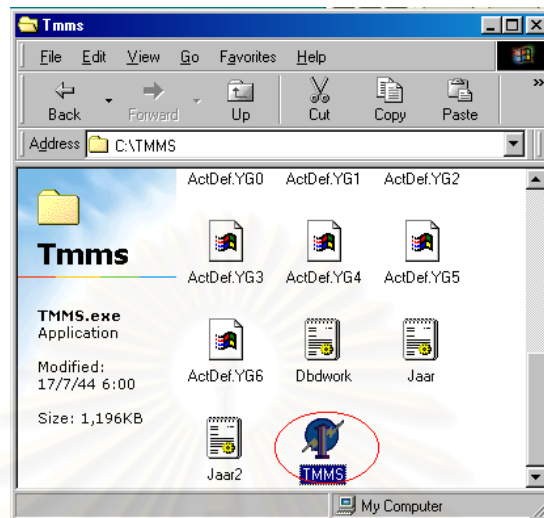 Tmms
File Edit View Go Favorites Help
Back Forward Up Cut Copy Paste »
Address C:\TMMS
ActDef.YG0 ActDef.YG1 ActDef.YG2
Tmms
ActDef.YG3 ActDef.YG4 ActDef.YG5
TMMS.exe
Application
Modified:
17/7/44 6:00
Size: 1,196KB
ActDef.YG6 Dbdwork Jaar
Jaar2 TMMS
My Computer